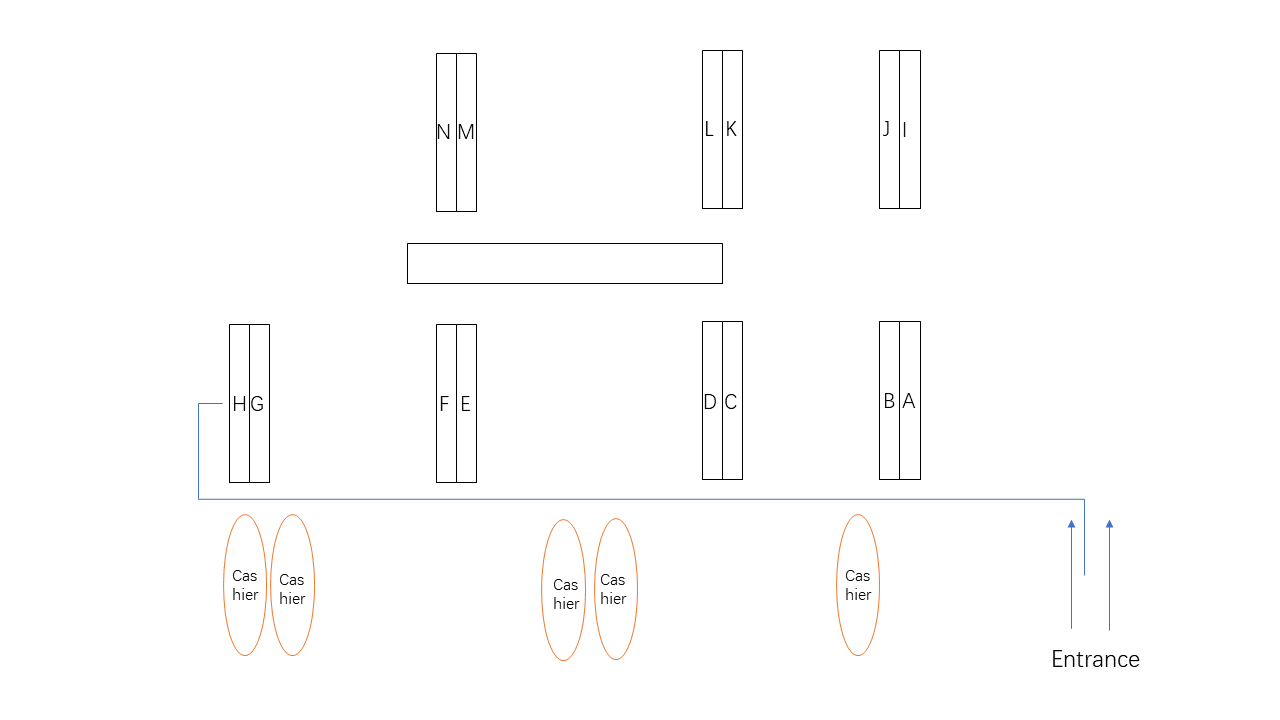 N M
L K
J I
H G
F E
D C
B A
Cas
hier
Cas
hier
Cas
hier
Cas
hier
Cas
hier
Entrance